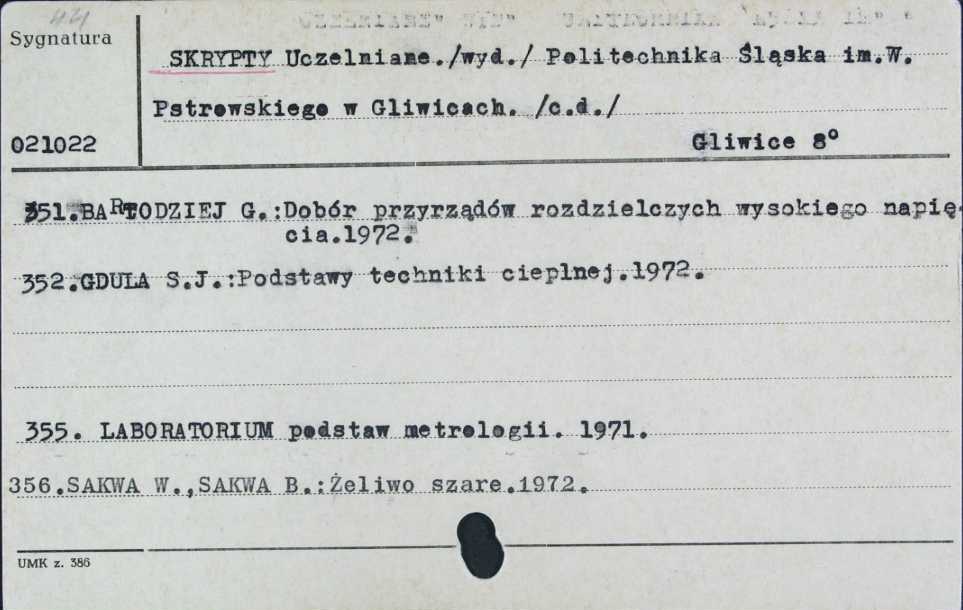 44
Sygnatura
SKRYPTY Uczelniane./wyd./ Politechnika Śląska im.W.
Pstrowskiego w Gliwicach. /c.d./
021022
Gliwice 8°
351.BARTODZIEJ G.:Dobór przyrządów rozdzielczych wysokiego napię-
cia.1972.
352.GDULA S.J.:Podstawy techniki cieplnej.1972.
355. LABORATORIUM podstaw metrologii. 1971.
356.SAKWA W.,SAKWA B.:Żeliwo szare.1972.
UMK z. 386